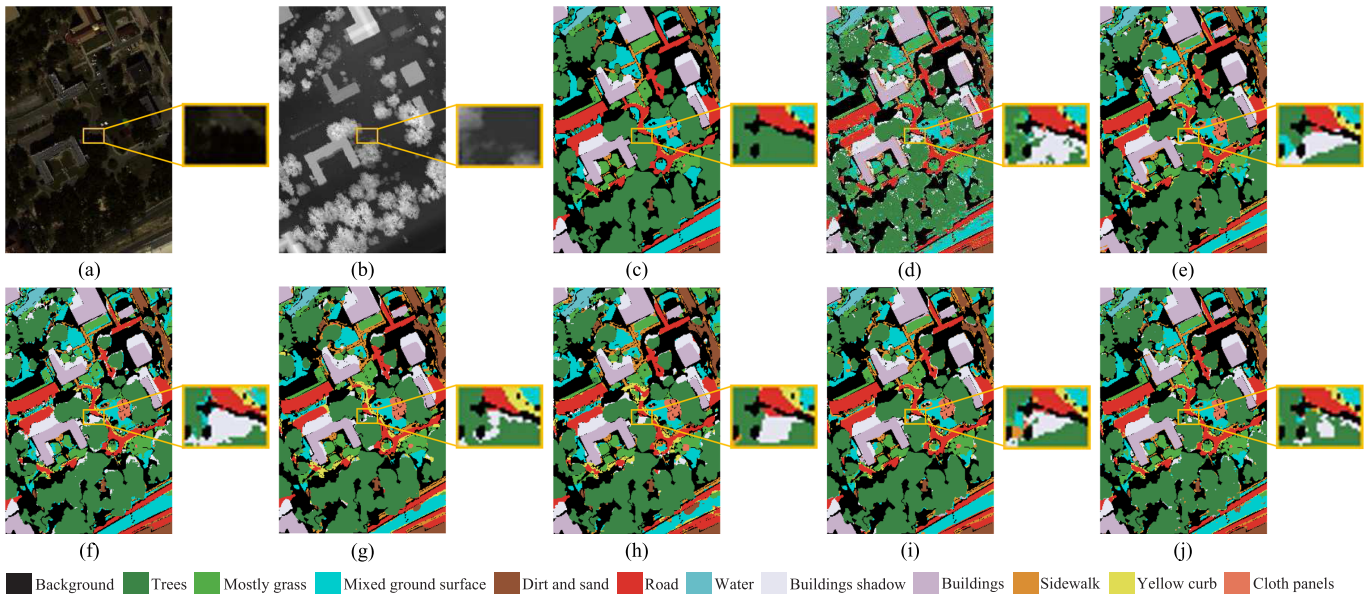 (a) (b) (c) (d) (e)
(f) (g) (h) (i) (j)
Background Trees Mostly grass Mixed ground surface Dirt and sand Road Water Buildings shadow Buildings Sidewalk Yellow curb Cloth panels